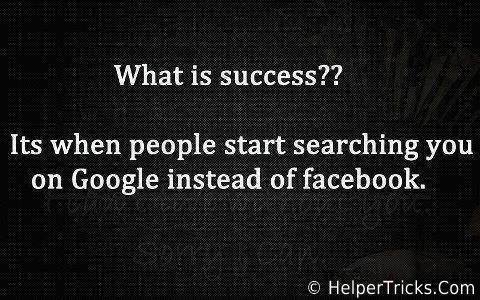 What is success??
Its when people start searching you
on Google instead of facebook.
© HelperTricks.Com